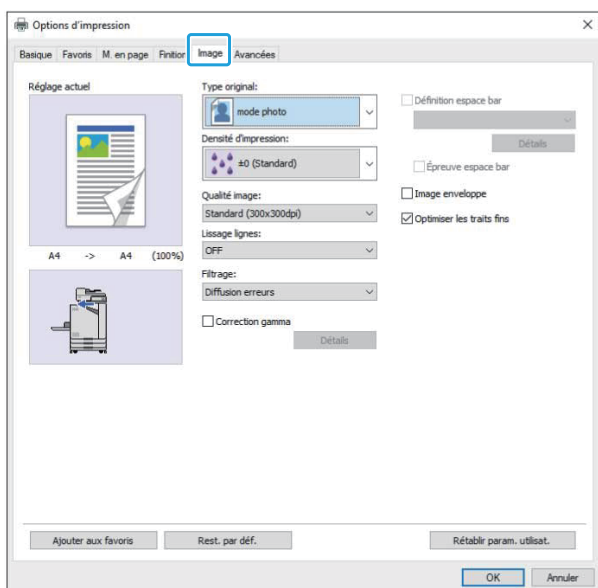 Options d'impression
Basique Favoris M. en page Finition Image Avancées
Réglage actuel
A4 -> A4 (100%)
Type original:
mode photo
Densité d'impression:
±0 (Standard)
Qualité image:
Standard (300x300dpi)
Lissage lignes:
OFF
Filtrage:
Diffusion erreurs
Correction gamma
Détails
Définition espace bar
Détails
Épreuve espace bar
Image enveloppe
Optimiser les traits fins
Ajouter aux favoris Rest. par déf. Rétablir param. utilisat.
OK Annuler